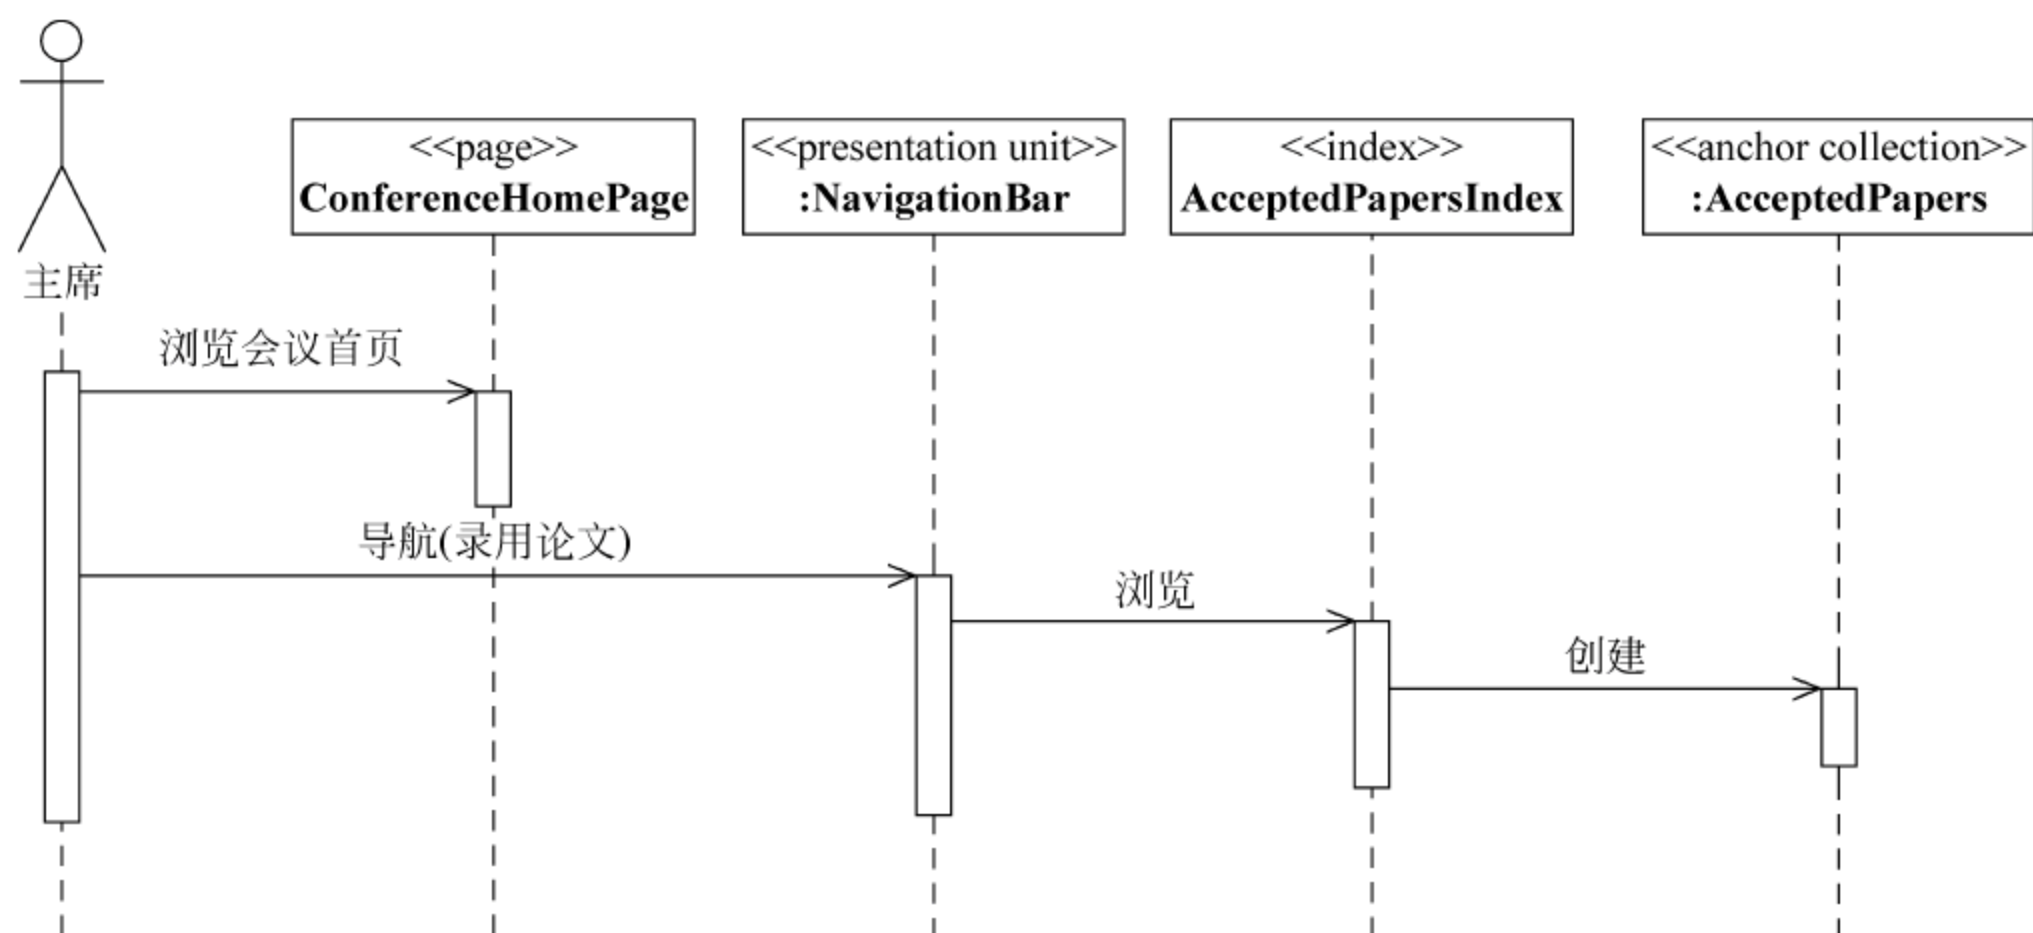 <<page>>
ConferenceHomePage
<<presentation unit>>
:NavigationBar
<<index>>
AcceptedPapersIndex
<<anchor collection>>
:AcceptedPapers
主席
浏览会议首页
导航(录用论文)
浏览
创建